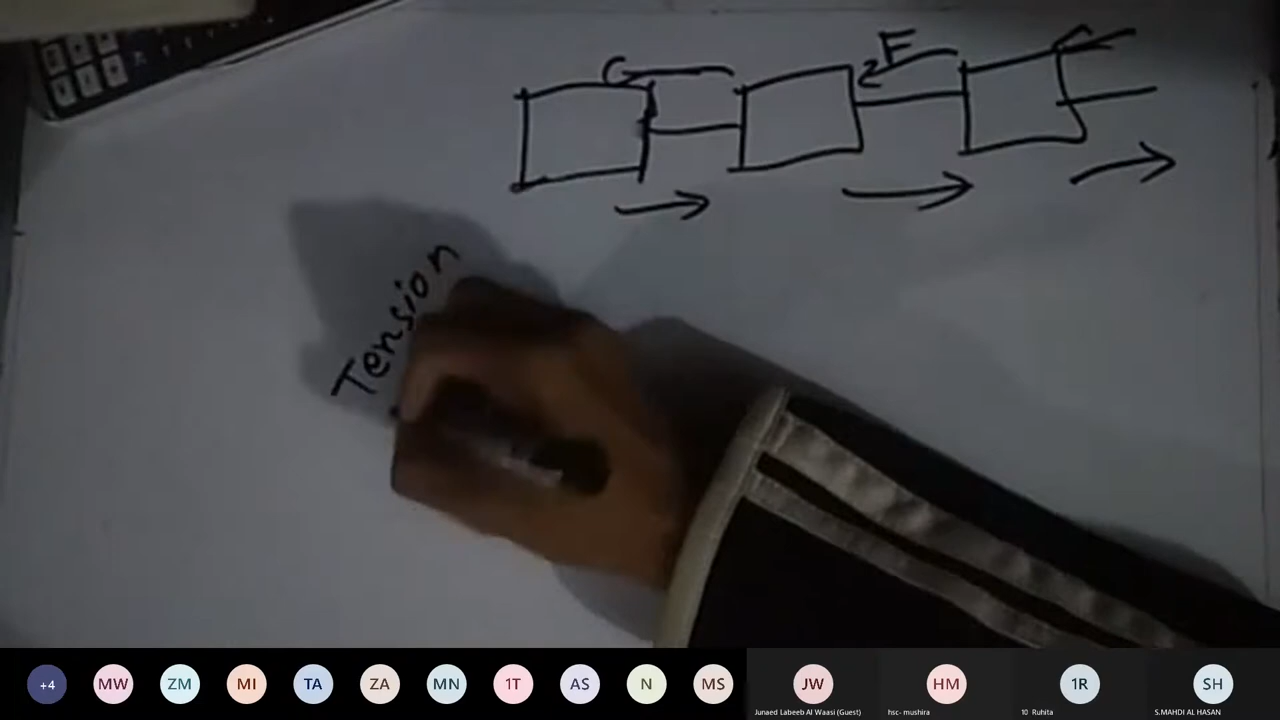 F
Tension
+4
MW
ZM
MI
TA
ZA
MN
1T
AS
N
MS
JW
HM
1R
SH
Junaed Labeeb Al Waasi (Guest)
hsc- mushira
10 Ruhita
S.MAHDI AL HASAN